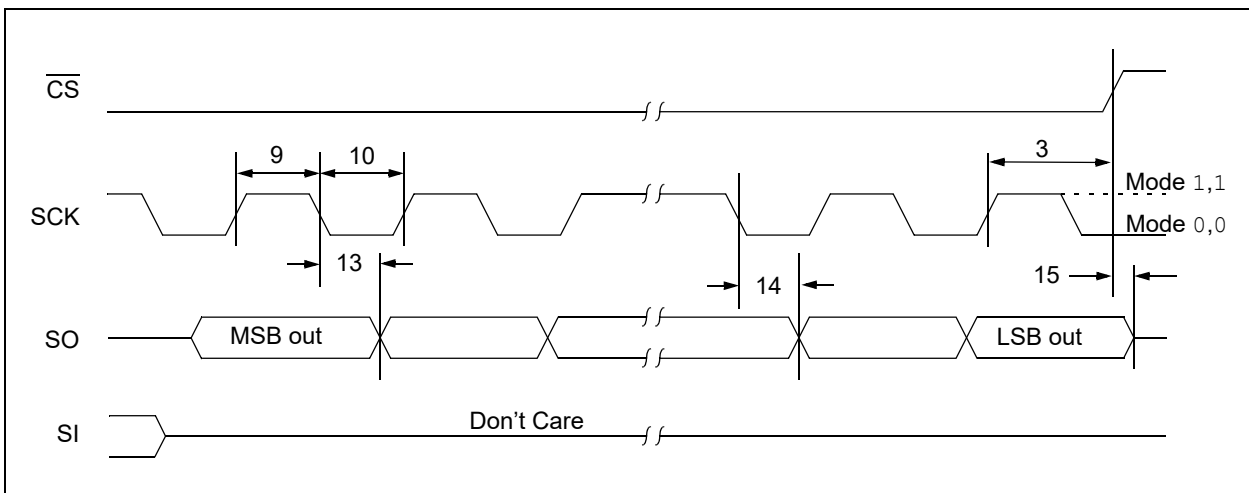 CS
9
10
3
SCK
Mode 1,1
Mode 0,0
13
14
15
SO
MSB out
LSB out
SI
Don't Care